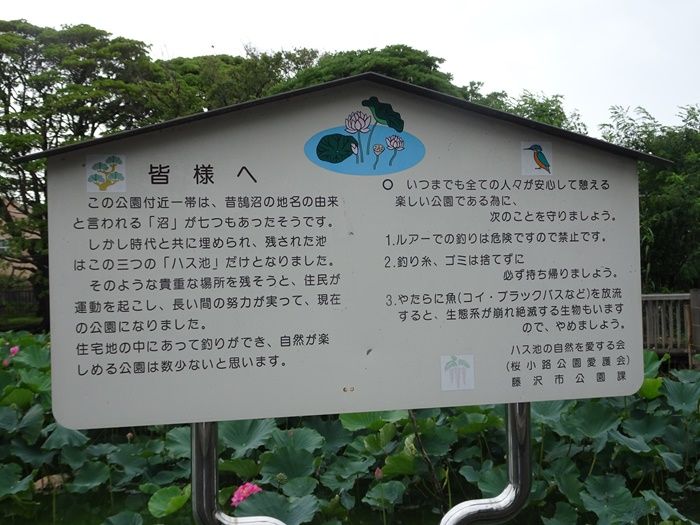 皆様へ
この公園付近一帯は、昔鵠沼の地名の由来
と言われる「沼」が七つもあったそうです。
しかし時代と共に埋められ、残された池
はこの三つの「ハス池」だけとなりました。
そのような貴重な場所を残そうと、住民が
運動を起こし、長い間の努力が実って、現在
の公園になりました。
住宅地の中にあって釣りができ、自然が楽
しめる公園は数少ないと思います。
○ いつまでも全ての人々が安心して憩える
楽しい公園である為に、
次のことを守りましょう。
1.ルアーでの釣りは危険ですので禁止です。
2.釣り糸、ゴミは捨てずに
必ず持ち帰りましょう。
3.やたらに魚(コイ・ブラックバスなど)を放流
すると、生態系が崩れ絶滅する生物もいます
ので、やめましょう。
ハス池の自然を愛する会
(桜小路公園愛護会)
藤沢市公園課